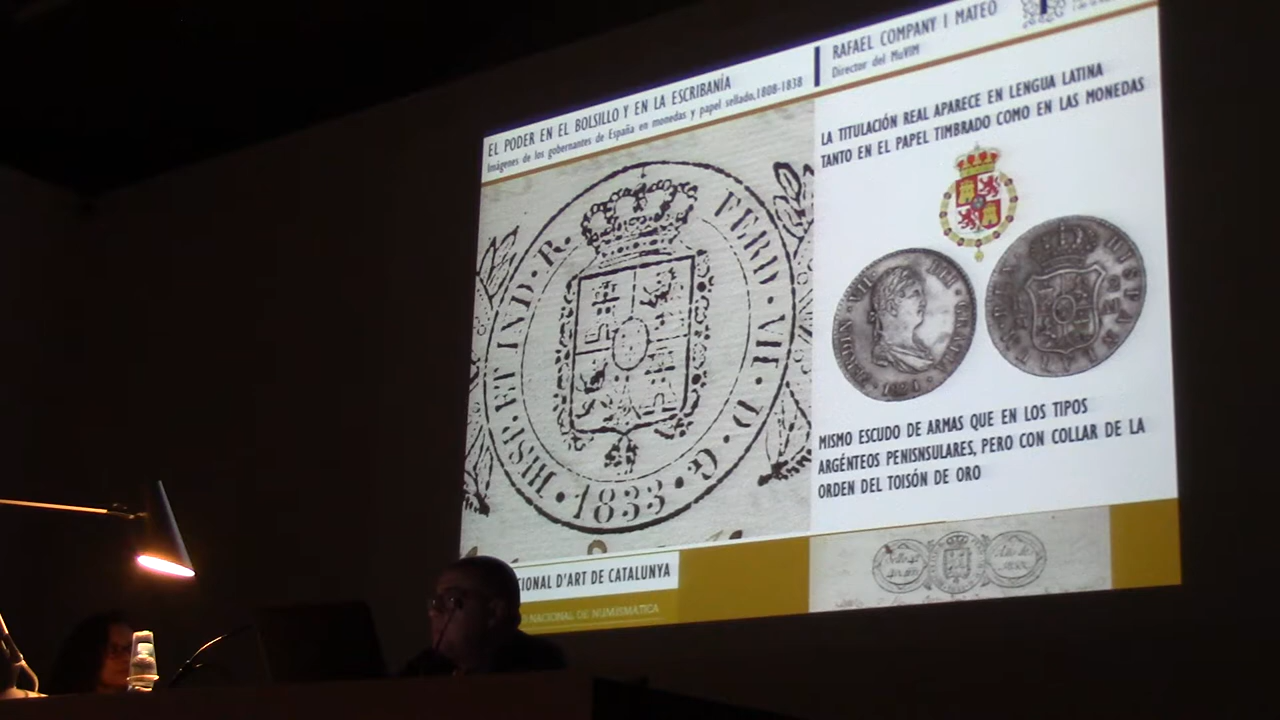 EL PODER EN EL BOLSILLO Y EN LA ESCRIBANÍA
Imágenes de los gobernantes de España en monedas y papel sellado, 1808-1838
RAFAEL COMPANY I MATEO
Director del MuVIM
LA TITULACIÓN REAL APARECE EN LENGUA LATINA
TANTO EN EL PAPEL TIMBRADO COMO EN LAS MONEDAS
FERD · VII · D · G · 1833 · HISP · ET IND · R ·
1821
MISMO ESCUDO DE ARMAS QUE EN LOS TIPOS
ARGÉNTEOS PENISNSULARES, PERO CON COLLAR DE LA
ORDEN DEL TOISÓN DE ORO
CIONAL D'ART DE CATALUNYA
NACIONAL DE NUMISMÁTICA